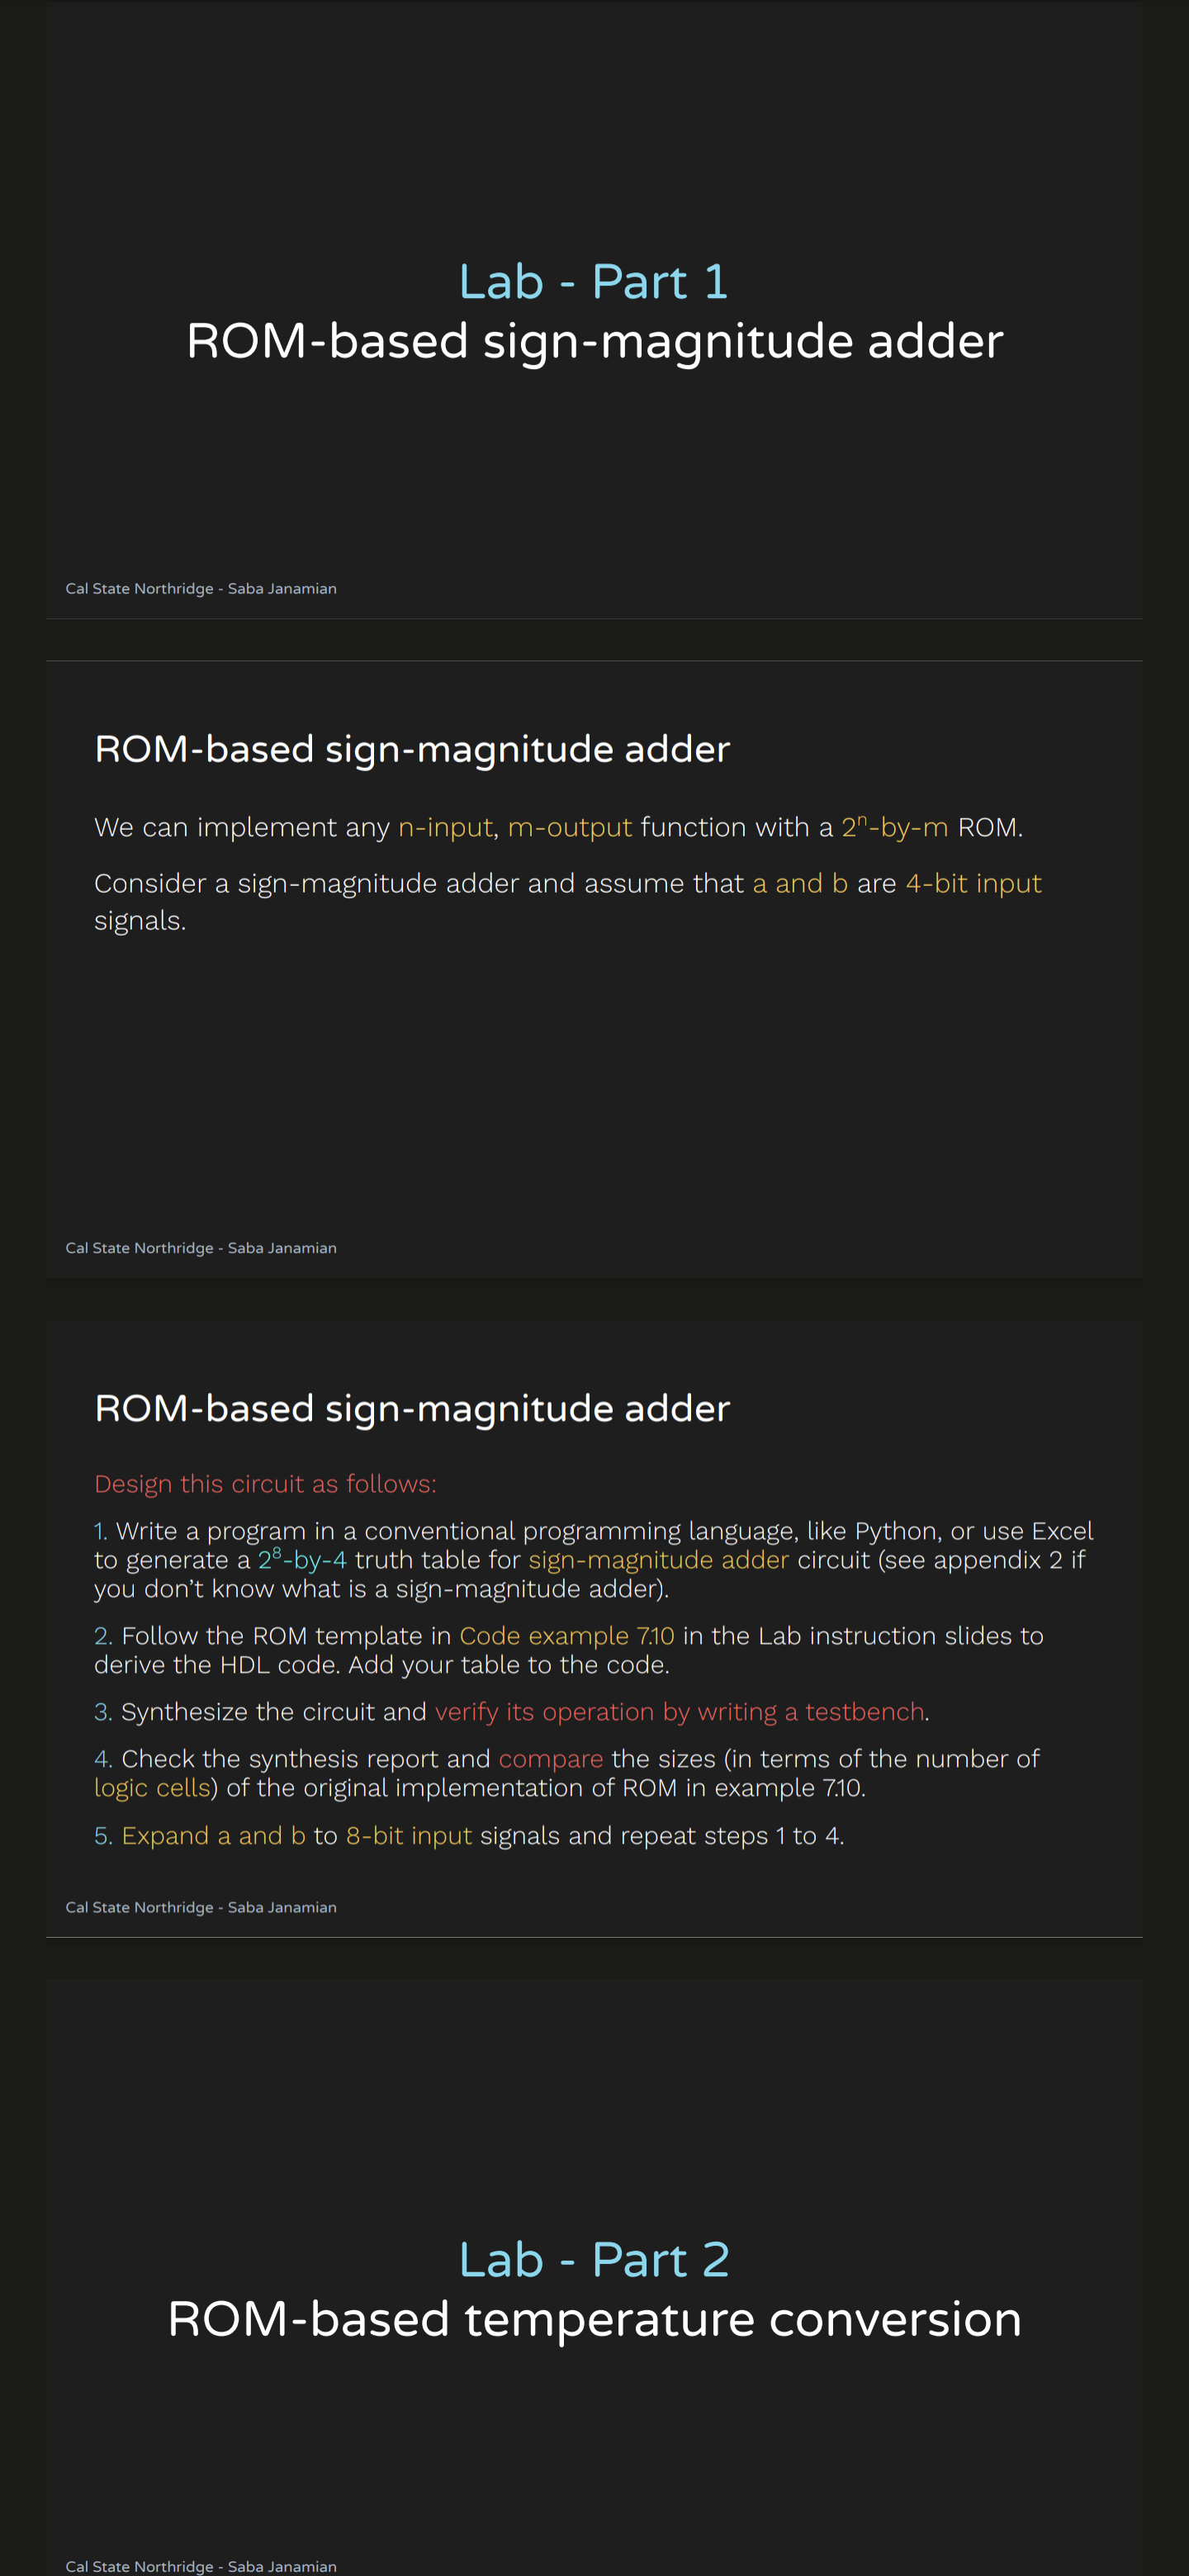 Lab - Part 1
ROM-based sign-magnitude adder
Cal State Northridge - Saba Janamian
ROM-based sign-magnitude adder
We can implement any n-input, m-output function with a 2ⁿ-by-m ROM.
Consider a sign-magnitude adder and assume that a and b are 4-bit input
signals.
Cal State Northridge - Saba Janamian
ROM-based sign-magnitude adder
Design this circuit as follows:
1. Write a program in a conventional programming language, like Python, or use Excel
to generate a 2⁸-by-4 truth table for sign-magnitude adder circuit (see appendix 2 if
you don’t know what is a sign-magnitude adder).
2. Follow the ROM template in Code example 7.10 in the Lab instruction slides to
derive the HDL code. Add your table to the code.
3. Synthesize the circuit and verify its operation by writing a testbench.
4. Check the synthesis report and compare the sizes (in terms of the number of
logic cells) of the original implementation of ROM in example 7.10.
5. Expand a and b to 8-bit input signals and repeat steps 1 to 4.
Cal State Northridge - Saba Janamian
Lab - Part 2
ROM-based temperature conversion
Cal State Northridge - Saba Janamian